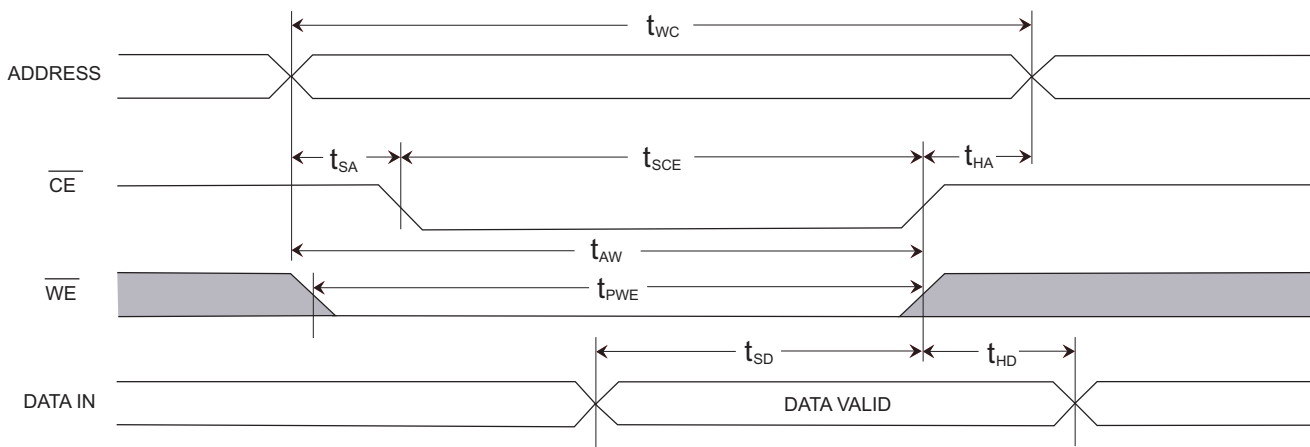 tWC
ADDRESS
tSA
tSCE
tHA
CE
tAW
WE
tPWE
tSD
tHD
DATA IN
DATA VALID